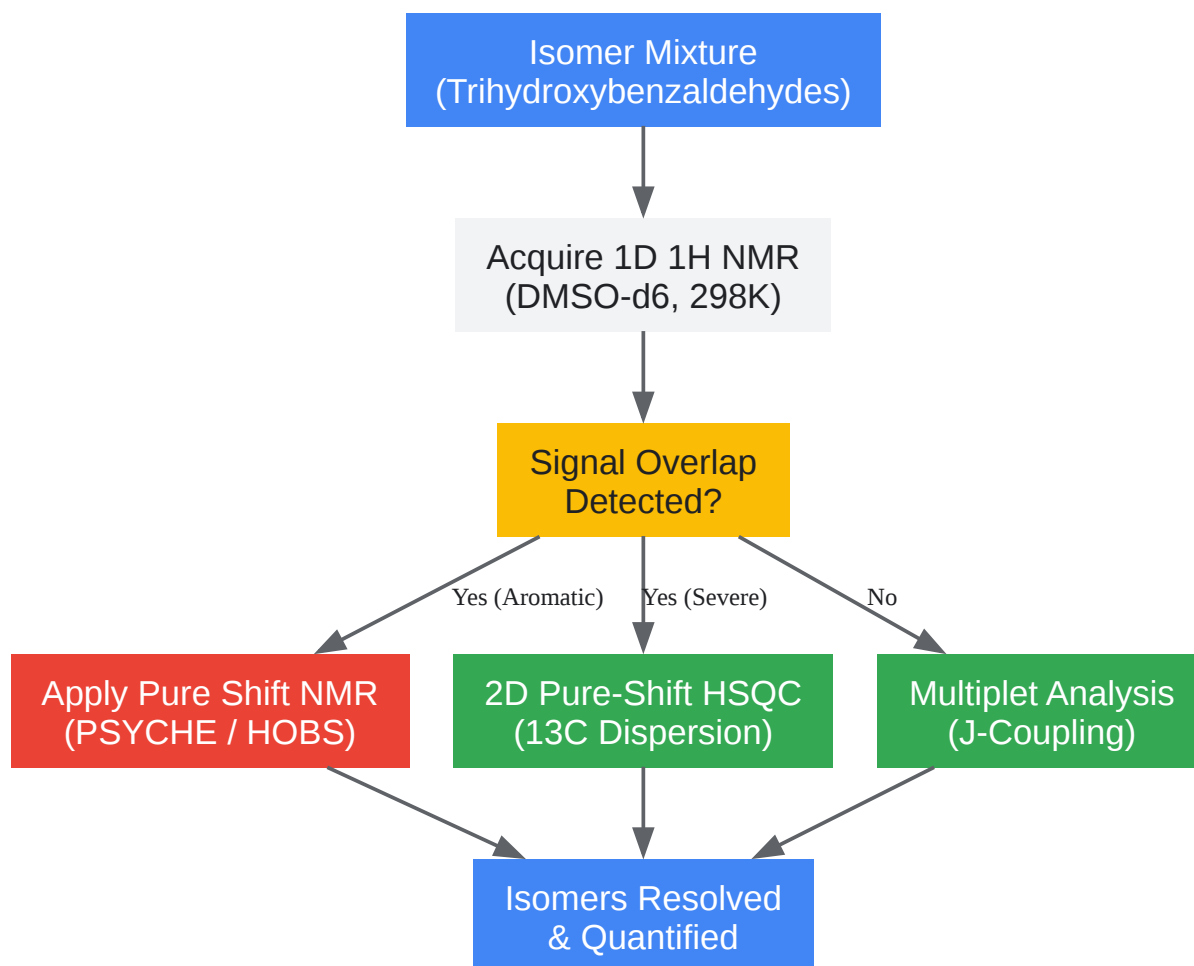 Isomer Mixture
(Trihydroxybenzaldehydes)
Acquire 1D 1H NMR
(DMSO-d6, 298K)
Signal Overlap
Detected?
Yes (Aromatic)
Yes (Severe)
No
Apply Pure Shift NMR
(PSYCHE / HOBS)
2D Pure-Shift HSQC
(13C Dispersion)
Multiplet Analysis
(J-Coupling)
Isomers Resolved
& Quantified